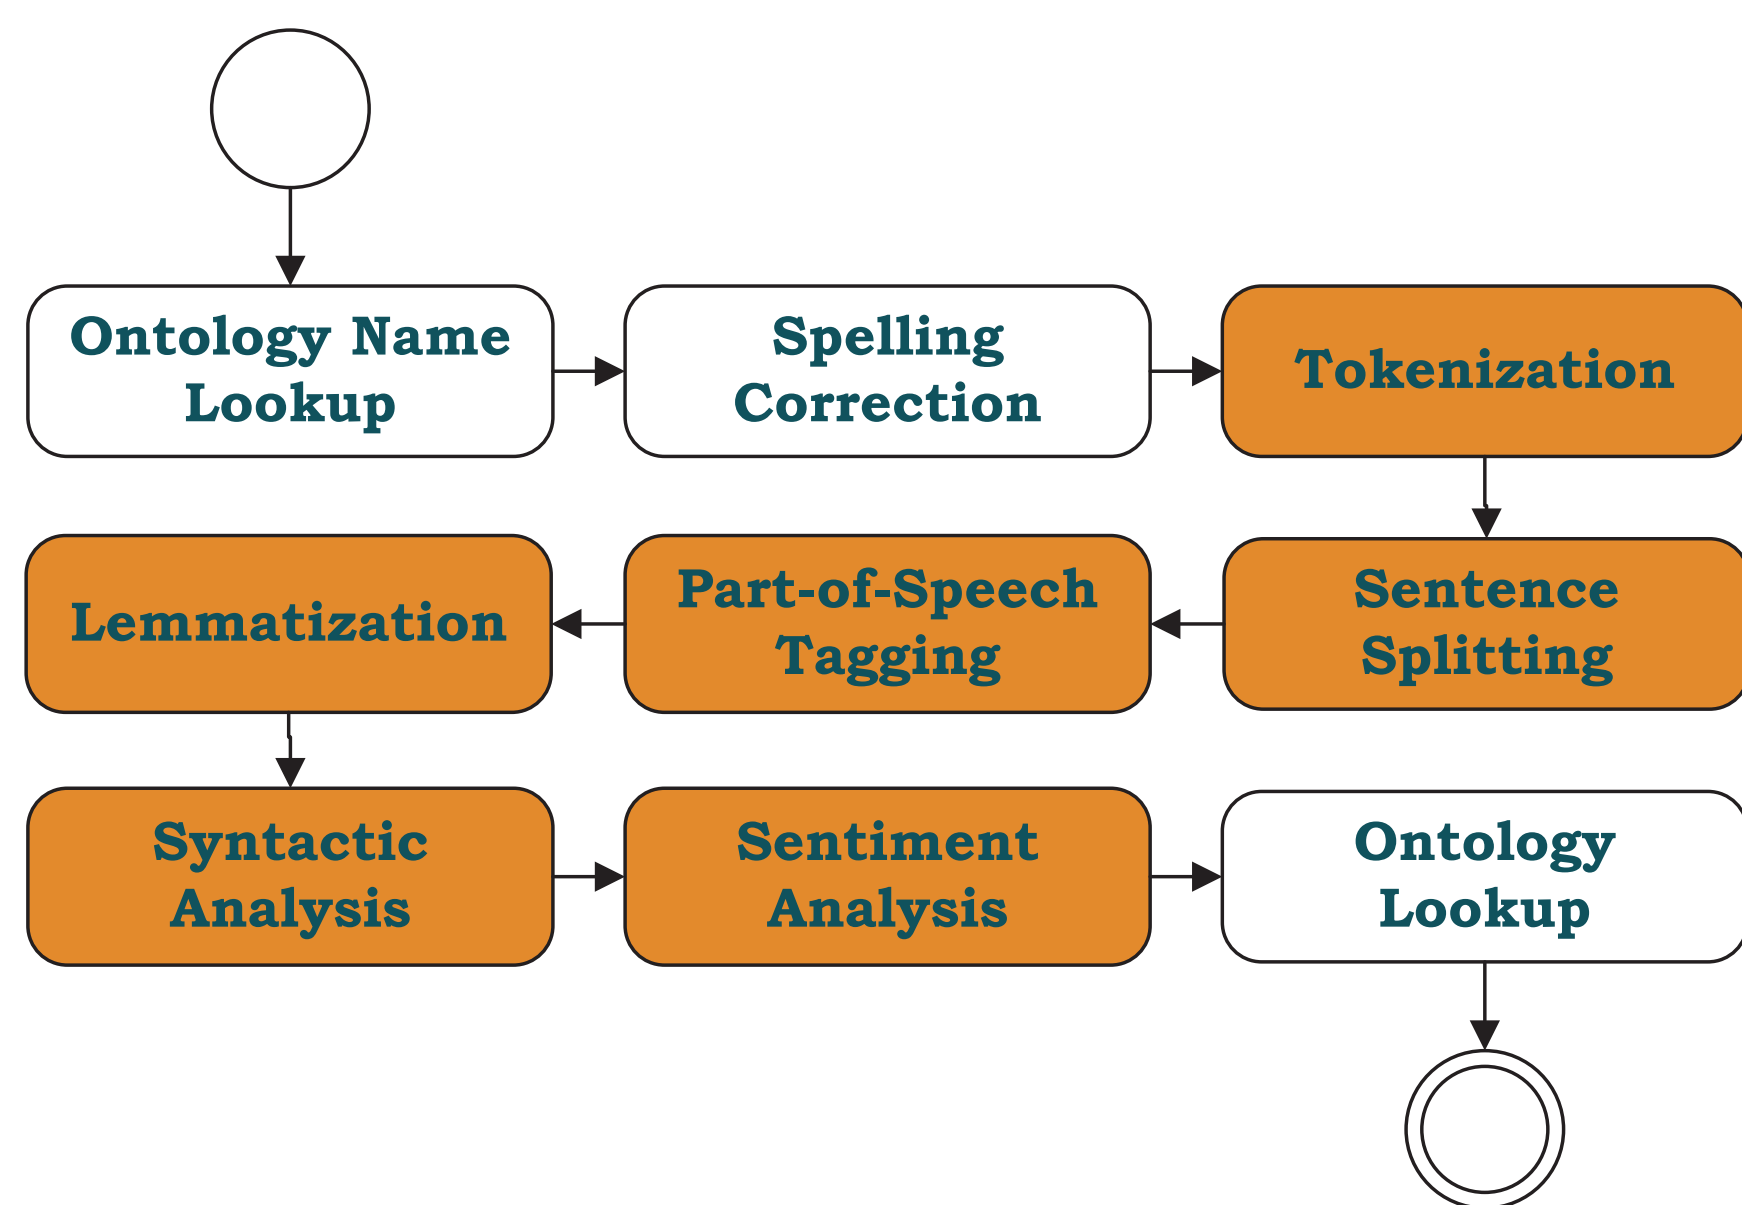 Ontology Name
Lookup
Spelling
Correction
Tokenization
Sentence
Splitting
Part-of-Speech
Tagging
Lemmatization
Syntactic
Analysis
Sentiment
Analysis
Ontology
Lookup